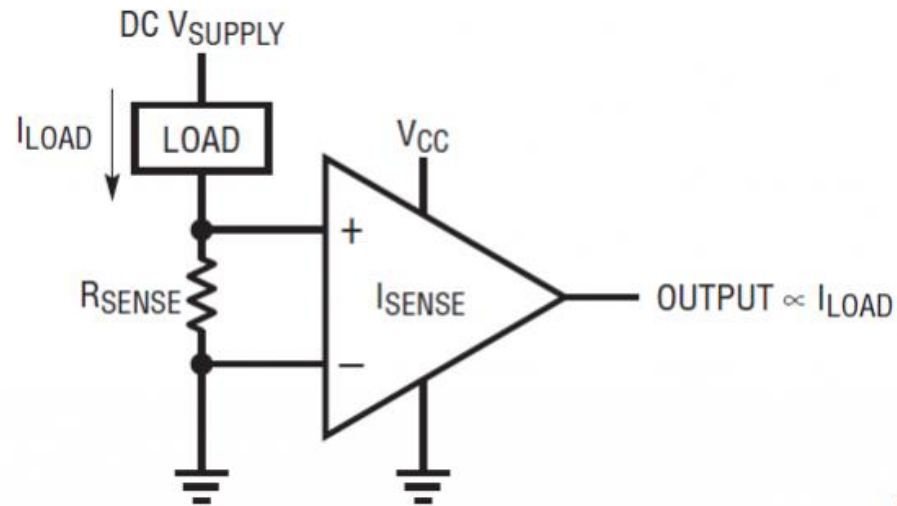 DC VSUPPLY
ILOAD
LOAD
VCC
+
RSENSE
ISENSE
OUTPUT ∝ ILOAD
−